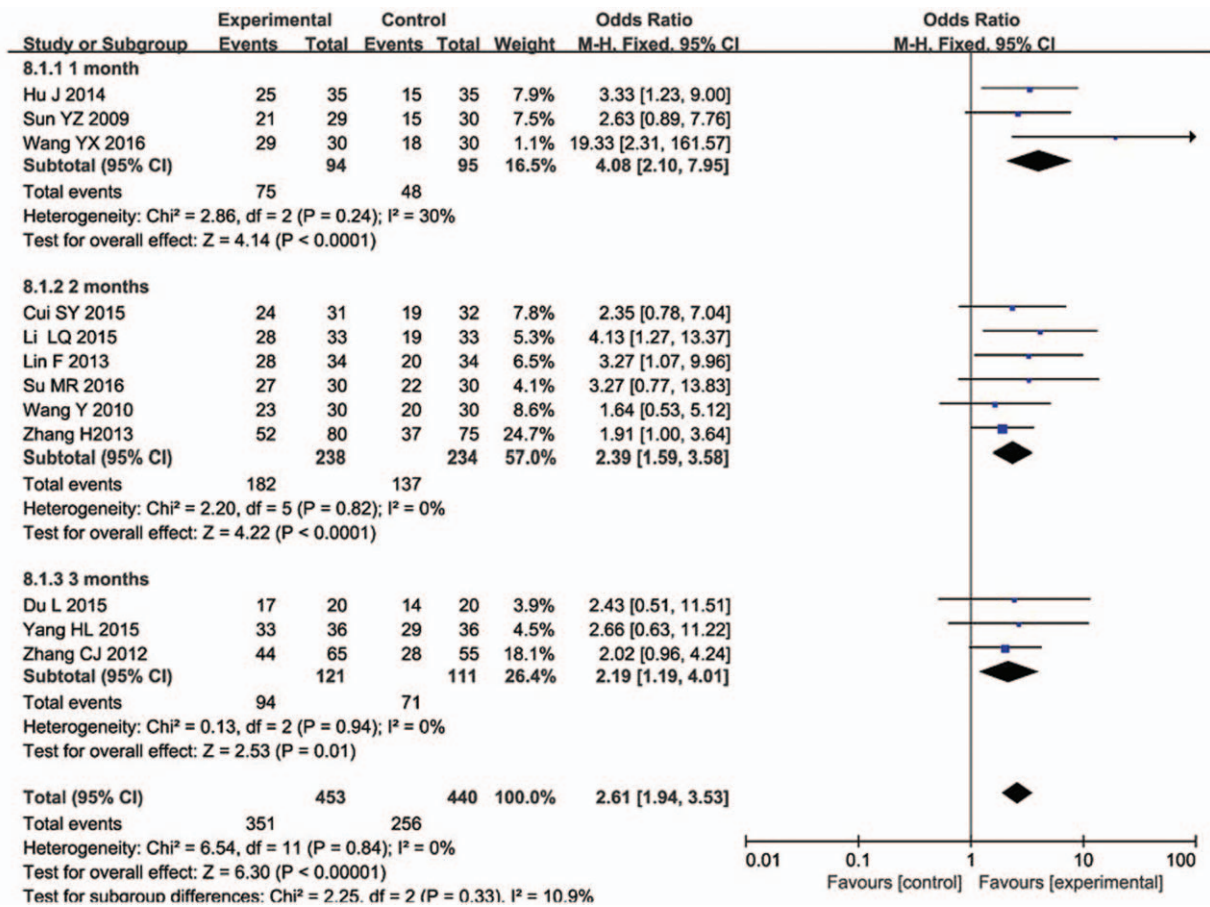 Experimental Control Odds Ratio Odds Ratio
Study or Subgroup Events Total Events Total Weight M-H. Fixed. 95% CI M-H. Fixed. 95% CI
8.1.1 1 month
Hu J 2014 25 35 15 35 7.9% 3.33 [1.23, 9.00]
Sun YZ 2009 21 29 15 30 7.5% 2.63 [0.89, 7.76]
Wang YX 2016 29 30 18 30 1.1% 19.33 [2.31, 161.57]
Subtotal (95% CI) 94 95 16.5% 4.08 [2.10, 7.95]
Total events 75 48
Heterogeneity: Chi² = 2.86, df = 2 (P = 0.24); I² = 30%
Test for overall effect: Z = 4.14 (P < 0.0001)
8.1.2 2 months
Cui SY 2015 24 31 19 32 7.8% 2.35 [0.78, 7.04]
Li LQ 2015 28 33 19 33 5.3% 4.13 [1.27, 13.37]
Lin F 2013 28 34 20 34 6.5% 3.27 [1.07, 9.96]
Su MR 2016 27 30 22 30 4.1% 3.27 [0.77, 13.83]
Wang Y 2010 23 30 20 30 8.6% 1.64 [0.53, 5.12]
Zhang H2013 52 80 37 75 24.7% 1.91 [1.00, 3.64]
Subtotal (95% CI) 238 234 57.0% 2.39 [1.59, 3.58]
Total events 182 137
Heterogeneity: Chi² = 2.20, df = 5 (P = 0.82); I² = 0%
Test for overall effect: Z = 4.22 (P < 0.0001)
8.1.3 3 months
Du L 2015 17 20 14 20 3.9% 2.43 [0.51, 11.51]
Yang HL 2015 33 36 29 36 4.5% 2.66 [0.63, 11.22]
Zhang CJ 2012 44 65 28 55 18.1% 2.02 [0.96, 4.24]
Subtotal (95% CI) 121 111 26.4% 2.19 [1.19, 4.01]
Total events 94 71
Heterogeneity: Chi² = 0.13, df = 2 (P = 0.94); I² = 0%
Test for overall effect: Z = 2.53 (P = 0.01)
Total (95% CI) 453 440 100.0% 2.61 [1.94, 3.53]
Total events 351 256
Heterogeneity: Chi² = 6.54, df = 11 (P = 0.84); I² = 0%
Test for overall effect: Z = 6.30 (P < 0.00001)
Test for subgroup differences: Chi² = 2.25. df = 2 (P = 0.33). I² = 10.9%
0.01 0.1 1 10 100
Favours [control] Favours [experimental]